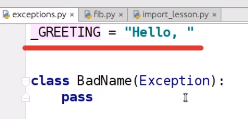 exceptions.py × fib.py × import_lesson.py ×
_GREETING = "Hello, "
class BadName(Exception):
pass